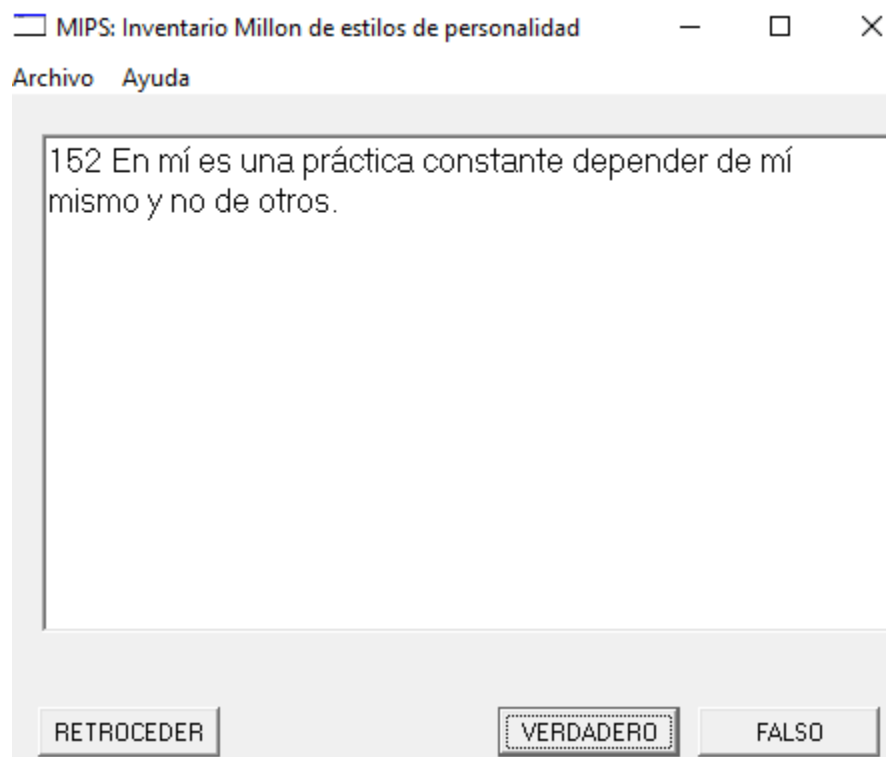 MIPS: Inventario Millon de estilos de personalidad
Archivo Ayuda
152 En mí es una práctica constante depender de mí
mismo y no de otros.
RETROCEDER VERDADERO FALSO